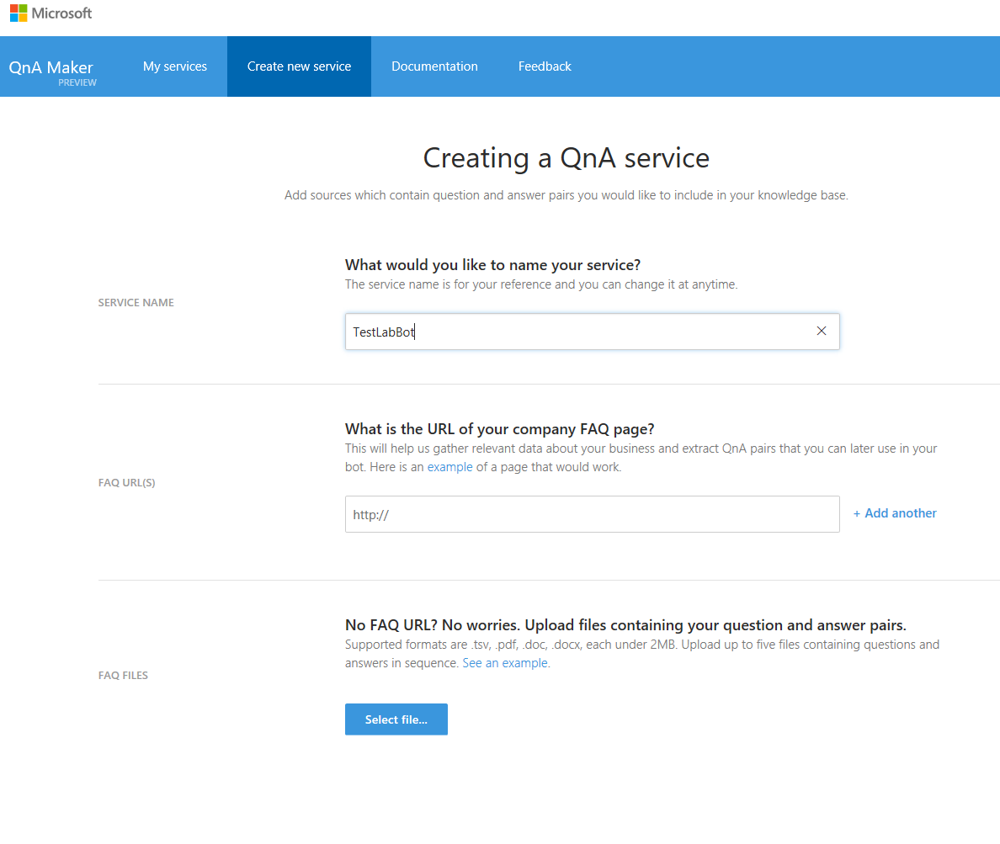 Microsoft
QnA Maker
PREVIEW
My services
Create new service
Documentation
Feedback
Creating a QnA service
Add sources which contain question and answer pairs you would like to include in your knowledge base.
What would you like to name your service?
The service name is for your reference and you can change it at anytime.
SERVICE NAME
TestLabBot
What is the URL of your company FAQ page?
This will help us gather relevant data about your business and extract QnA pairs that you can later use in your
bot. Here is an example of a page that would work.
FAQ URL(S)
http://
+ Add another
No FAQ URL? No worries. Upload files containing your question and answer pairs.
Supported formats are .tsv, .pdf, .doc, .docx, each under 2MB. Upload up to five files containing questions and
answers in sequence. See an example.
FAQ FILES
Select file...